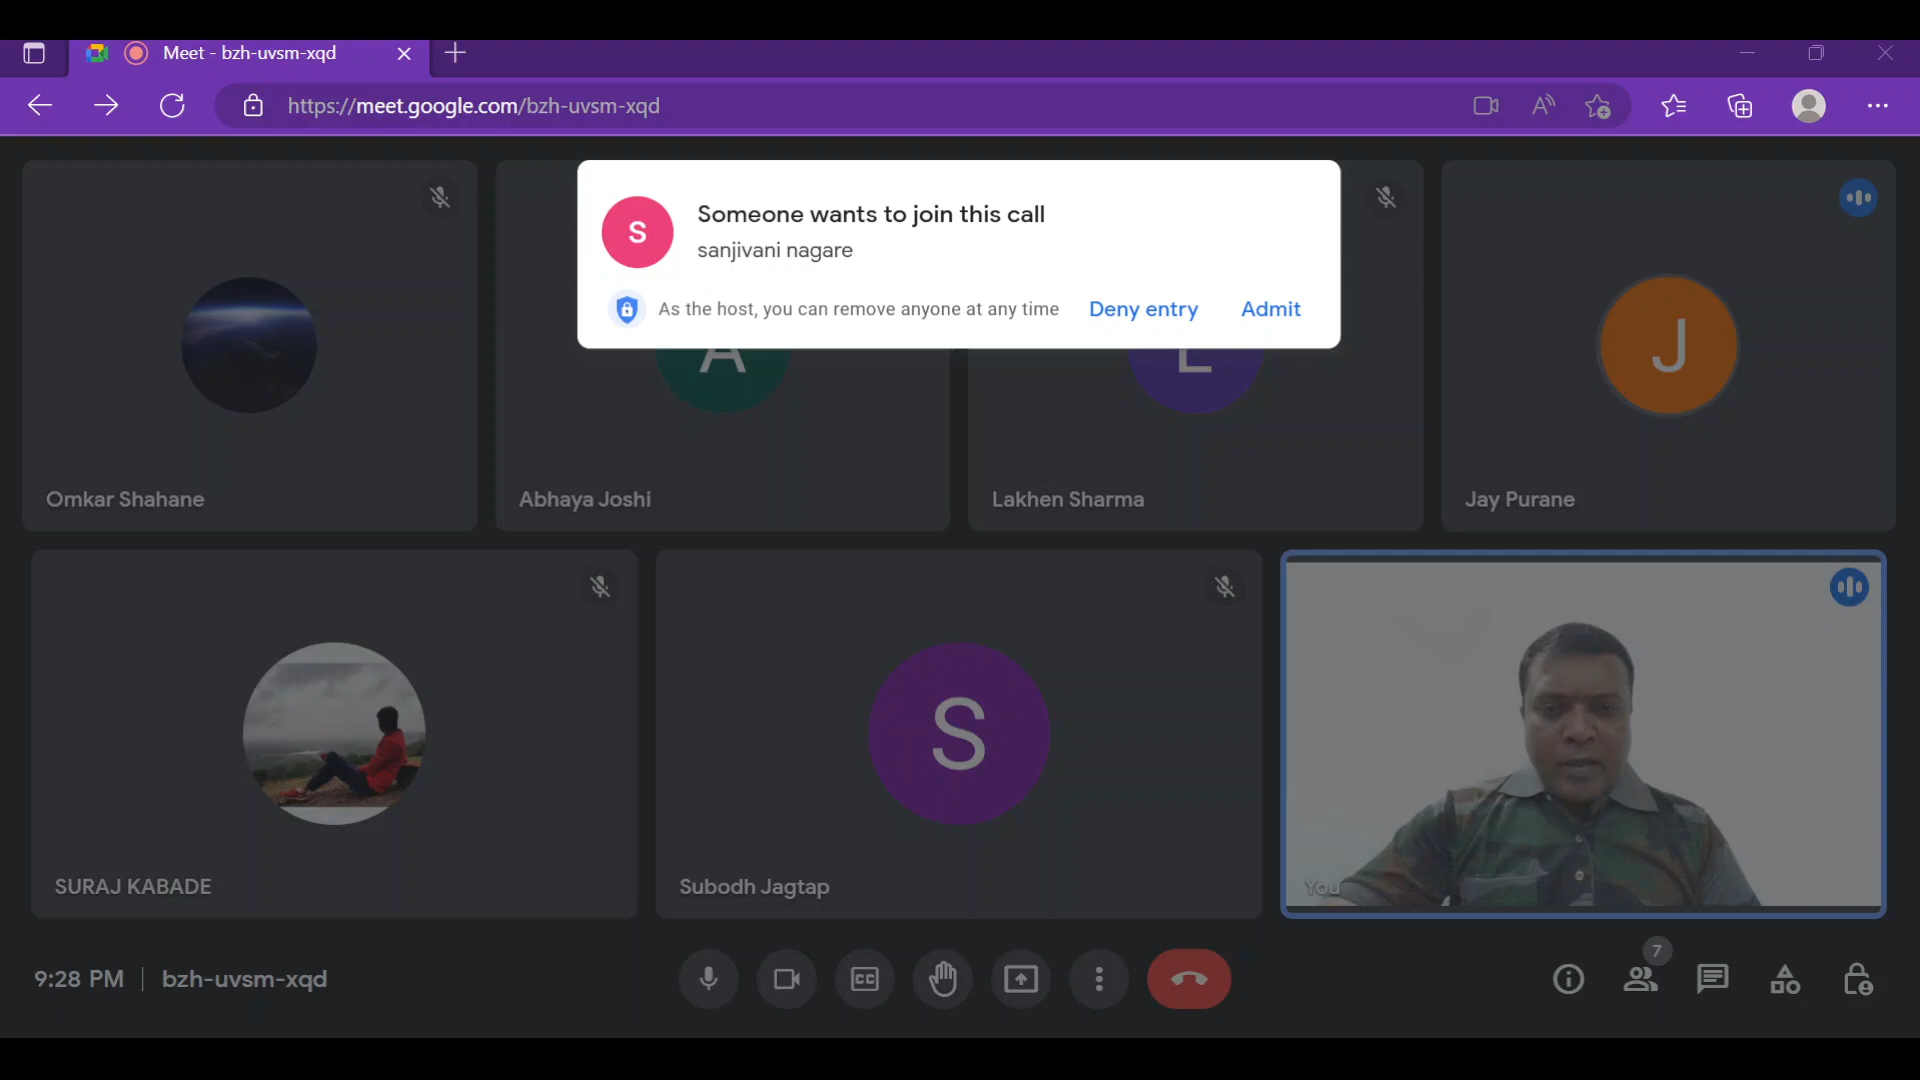 Meet - bzh-uvsm-xqd
https://meet.google.com/bzh-uvsm-xqd
S
Someone wants to join this call
sanjivani nagare
As the host, you can remove anyone at any time
Deny entry
Admit
A
L
J
Omkar Shahane
Abhaya Joshi
Lakhen Sharma
Jay Purane
S
SURAJ KABADE
Subodh Jagtap
You
9:28 PM
bzh-uvsm-xqd
CC
7